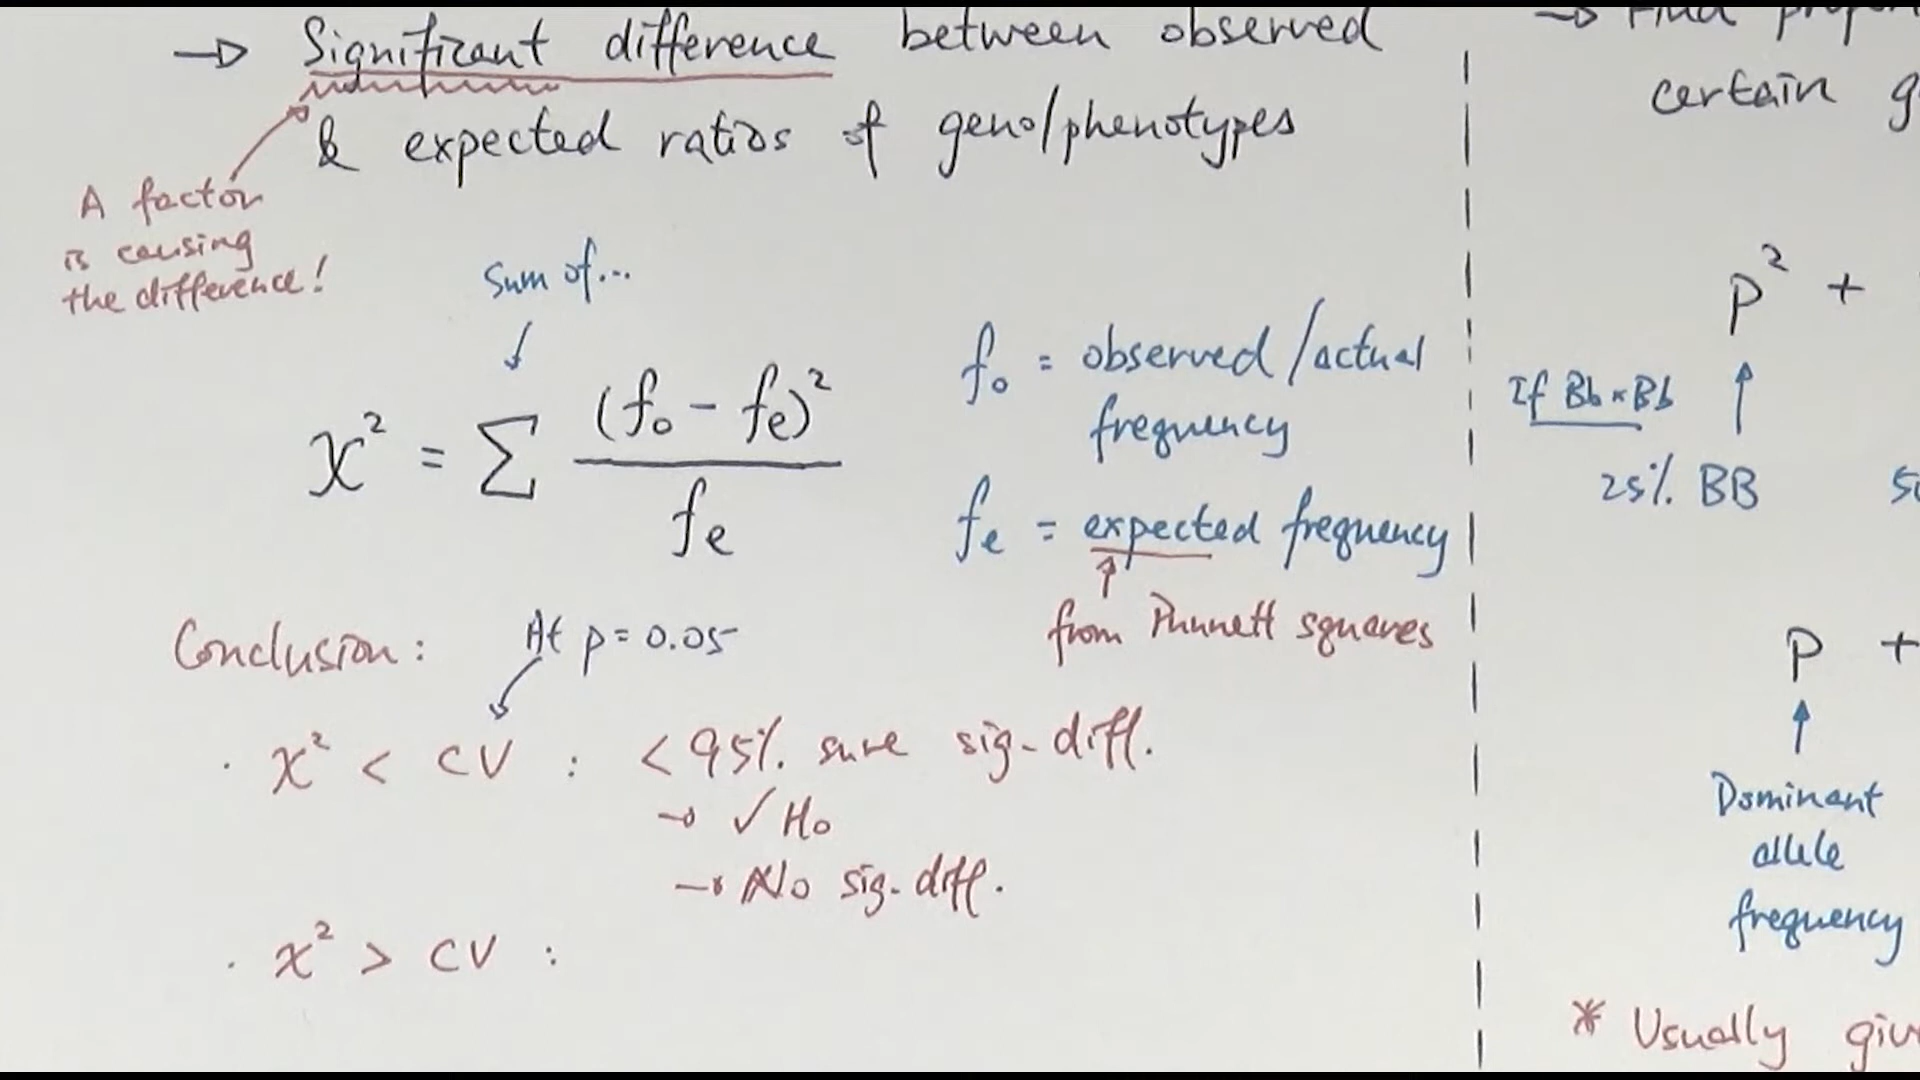 → Significant difference between observed
& expected ratios of geno/phenotypes
A factor
is causing
the difference!
Sum of...
χ² = Σ (fo - fe)² / fe
fo = observed/actual
frequency
fe = expected frequency
from Punnett squares
Conclusion: At p = 0.05
· χ² < CV : < 95% sure sig. diff.
→ ✓ Ho
→ No sig. diff.
· χ² > CV :
→ Find
certain
p² +
If Bb × Bb
25% BB
p +
Dominant
allele
frequency
* Usually